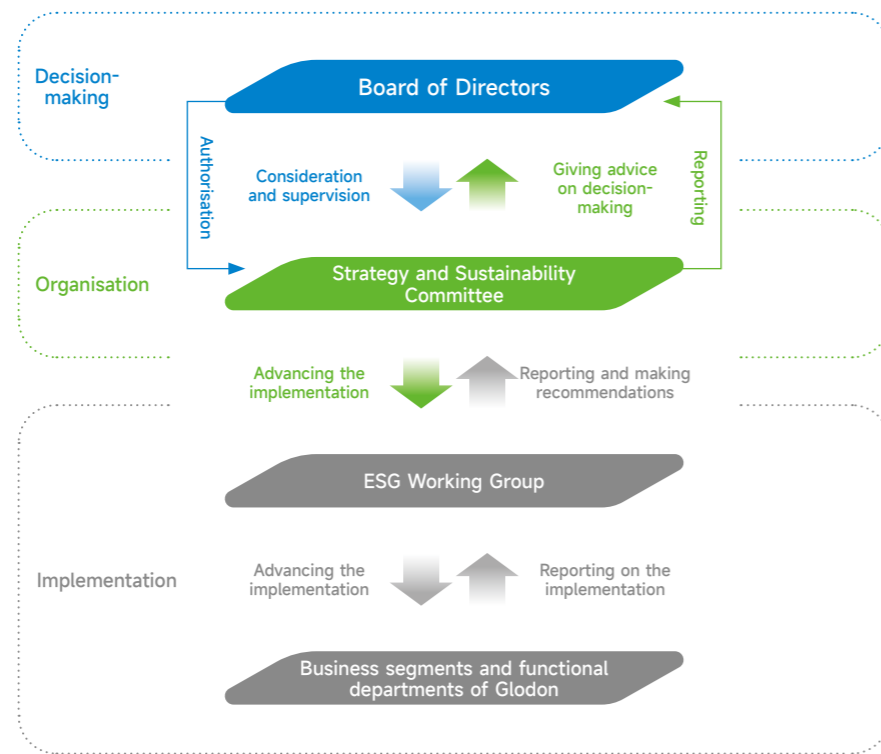 Decision-
making
Board of Directors
Authorisation
Consideration
and supervision
Giving advice
on decision-
making
Reporting
Organisation
Strategy and Sustainability
Committee
Advancing the
implementation
Reporting and making
recommendations
ESG Working Group
Implementation
Advancing the
implementation
Reporting on the
implementation
Business segments and functional
departments of Glodon